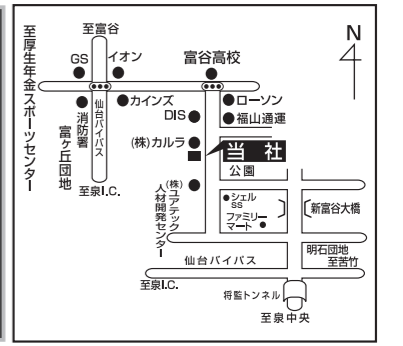 至富谷
N
至厚生年金スポーツセンター
GS
イオン
富谷高校
消防署
富ヶ丘団地
仙台バイパス
カインズ
DIS
ローソン
福山通運
(株)カルラ
当社
公園
至泉I.C.
(株)ユアテック
人材開発センター
シェル
SS
ファミリー
マート
新富谷大橋
明石団地
至苦竹
仙台バイパス
至泉I.C.
将監トンネル
至泉中央